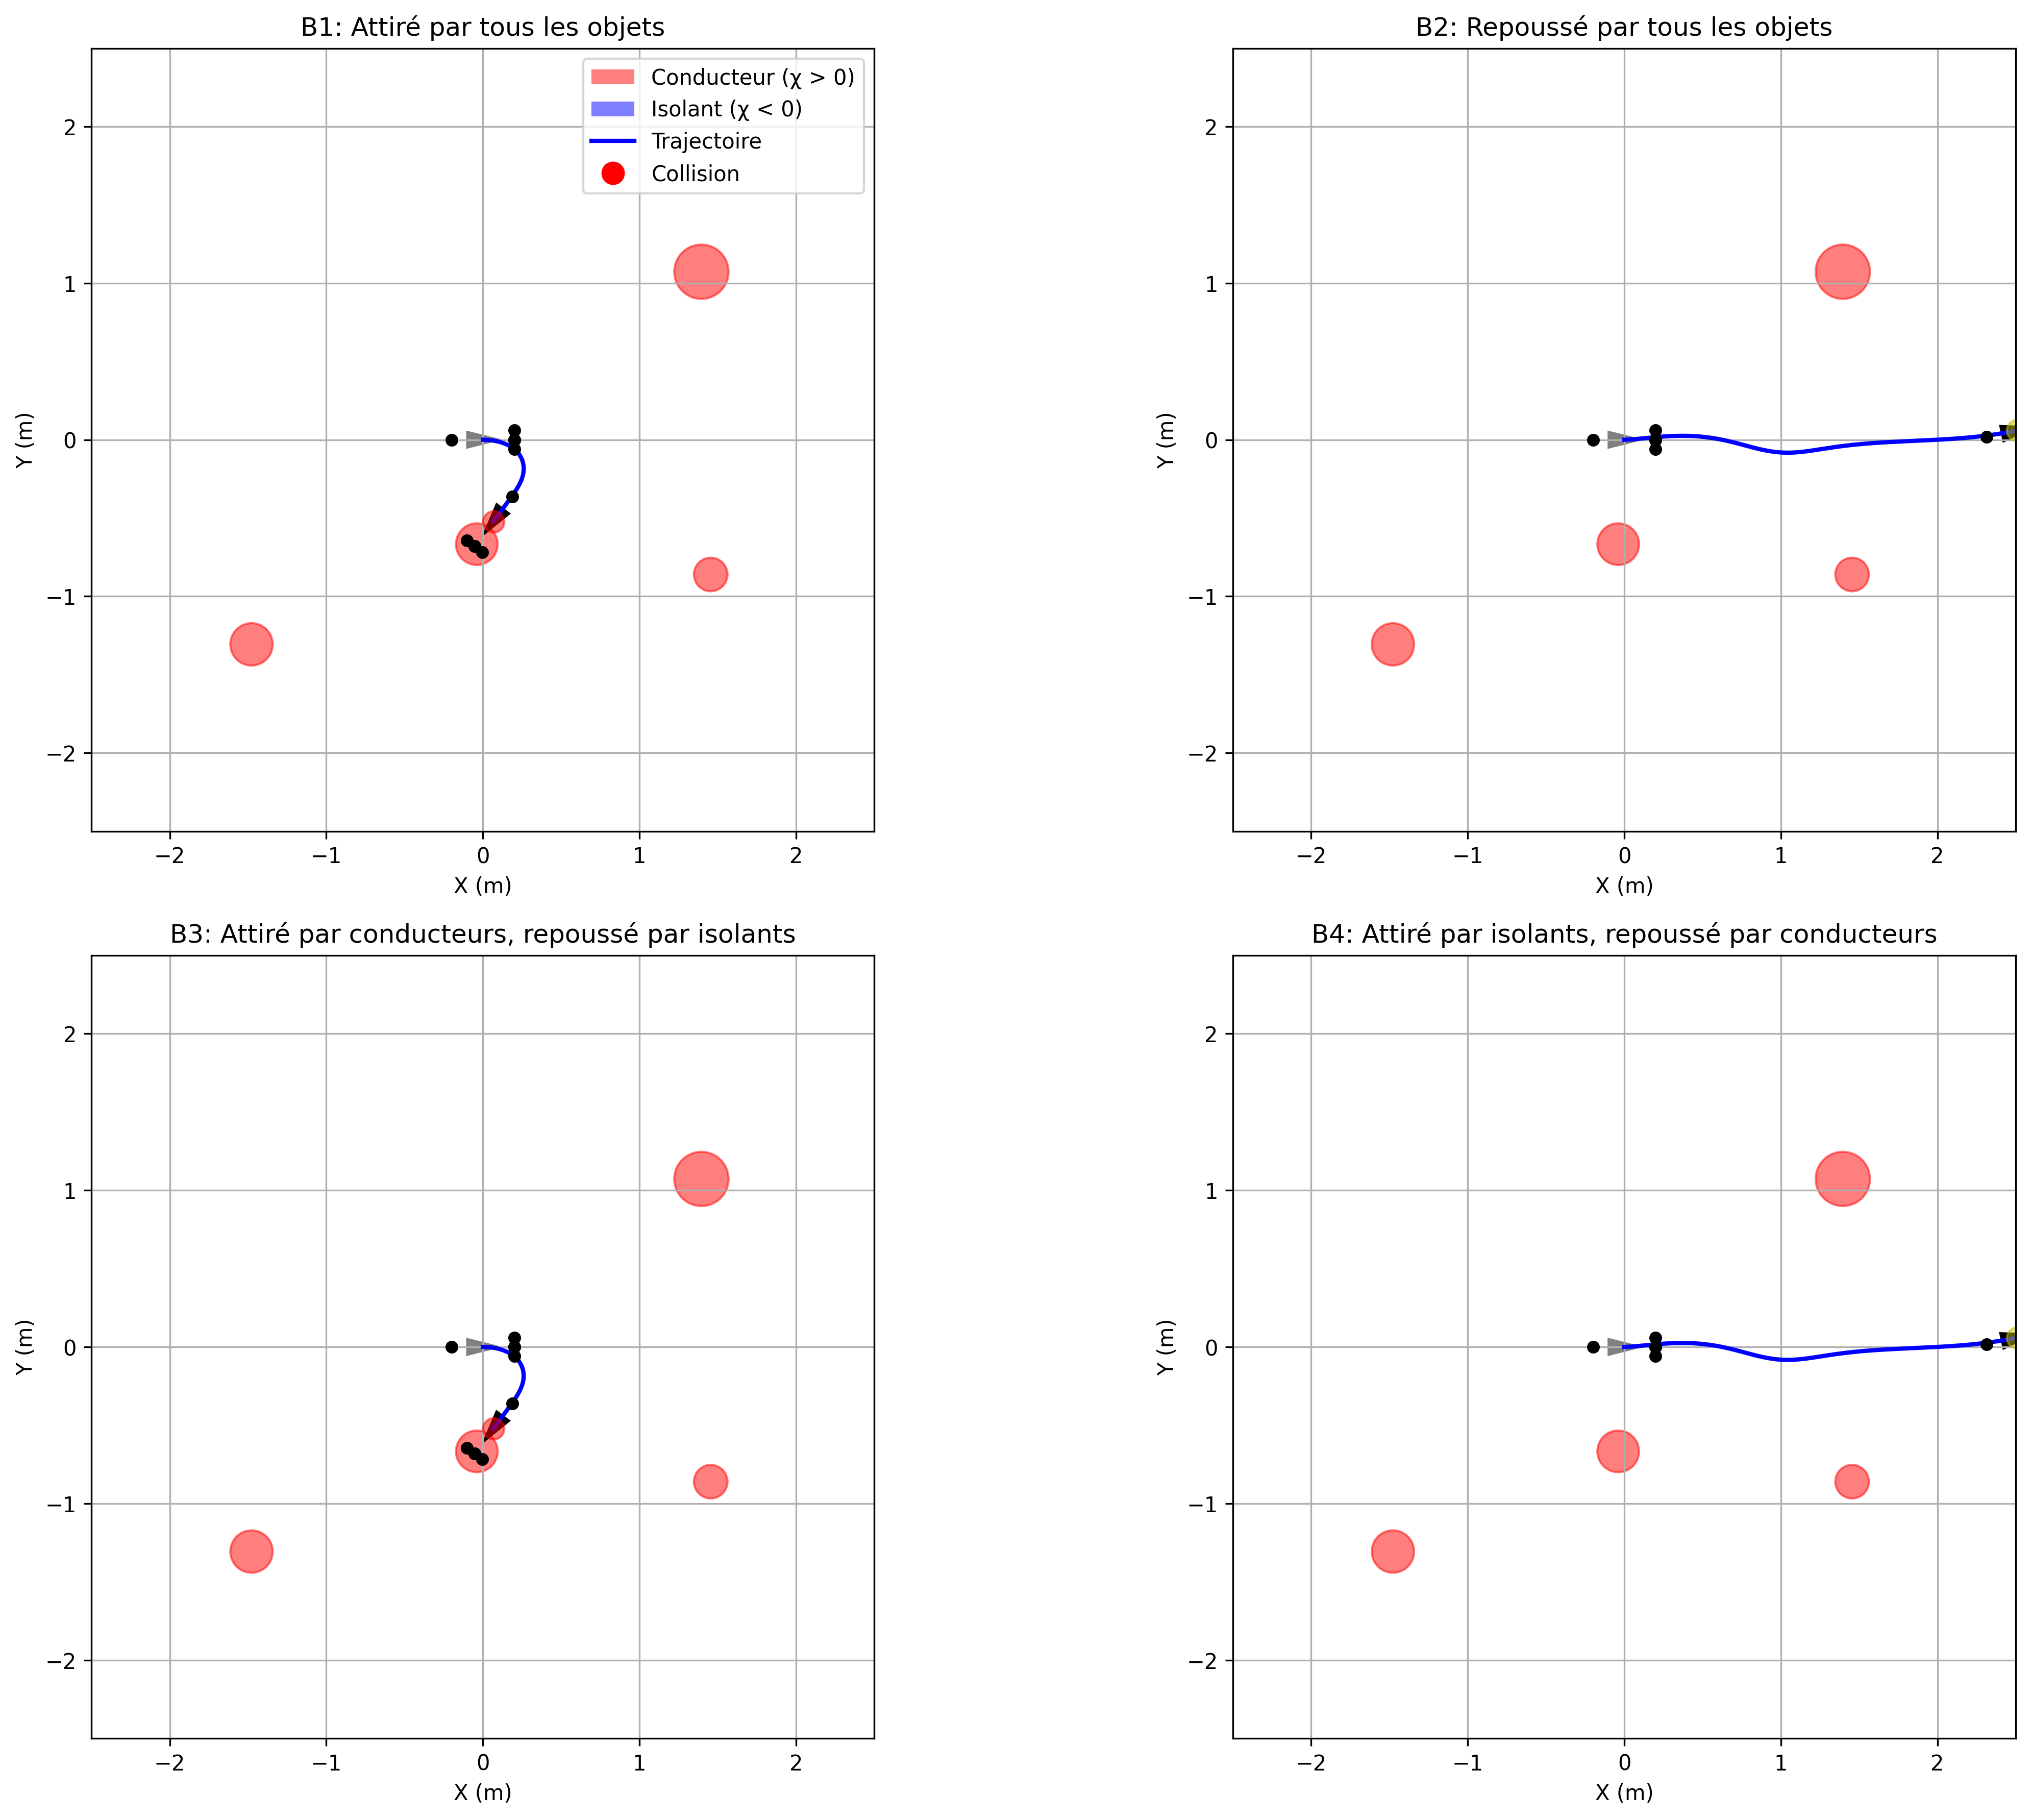 B1: Attiré par tous les objets
Conducteur (χ > 0)
Isolant (χ < 0)
Trajectoire
Collision
2
1
0
−1
−2
Y (m)
−2
−1
0
1
2
X (m)
B2: Repoussé par tous les objets
2
1
0
−1
−2
Y (m)
−2
−1
0
1
2
X (m)
B3: Attiré par conducteurs, repoussé par isolants
2
1
0
−1
−2
Y (m)
−2
−1
0
1
2
X (m)
B4: Attiré par isolants, repoussé par conducteurs
2
1
0
−1
−2
Y (m)
−2
−1
0
1
2
X (m)